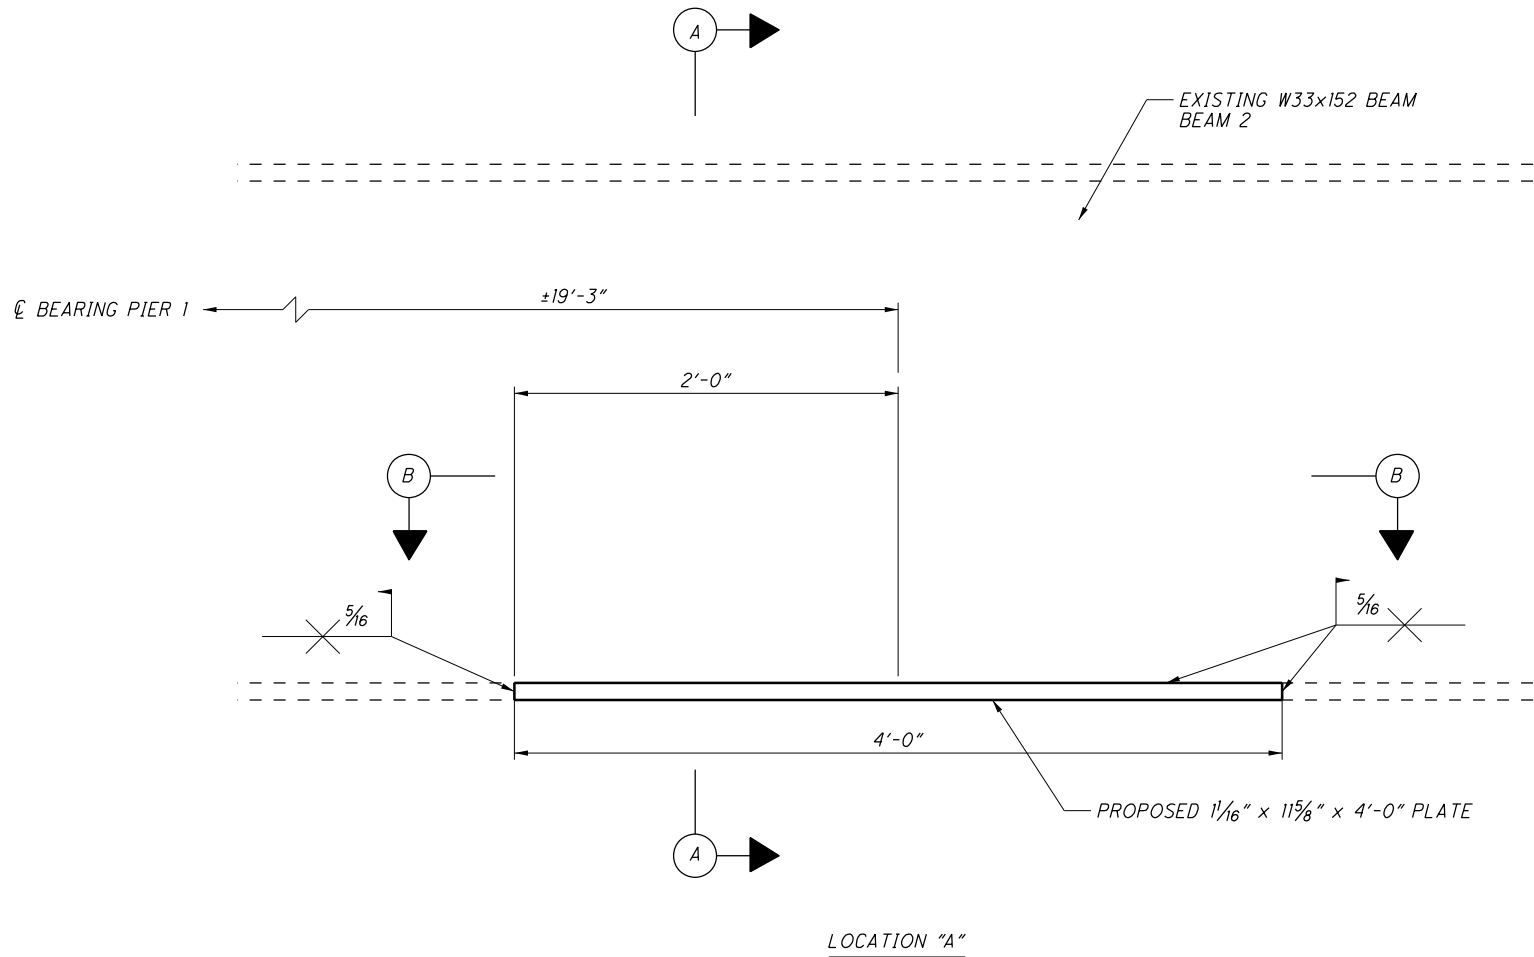 A
EXISTING W33x152 BEAM
BEAM 2
℄ BEARING PIER 1
±19'-3"
2'-0"
B
B
5/16
5/16
4'-0"
PROPOSED 1 1/16" x 11 5/8" x 4'-0" PLATE
A
LOCATION "A"